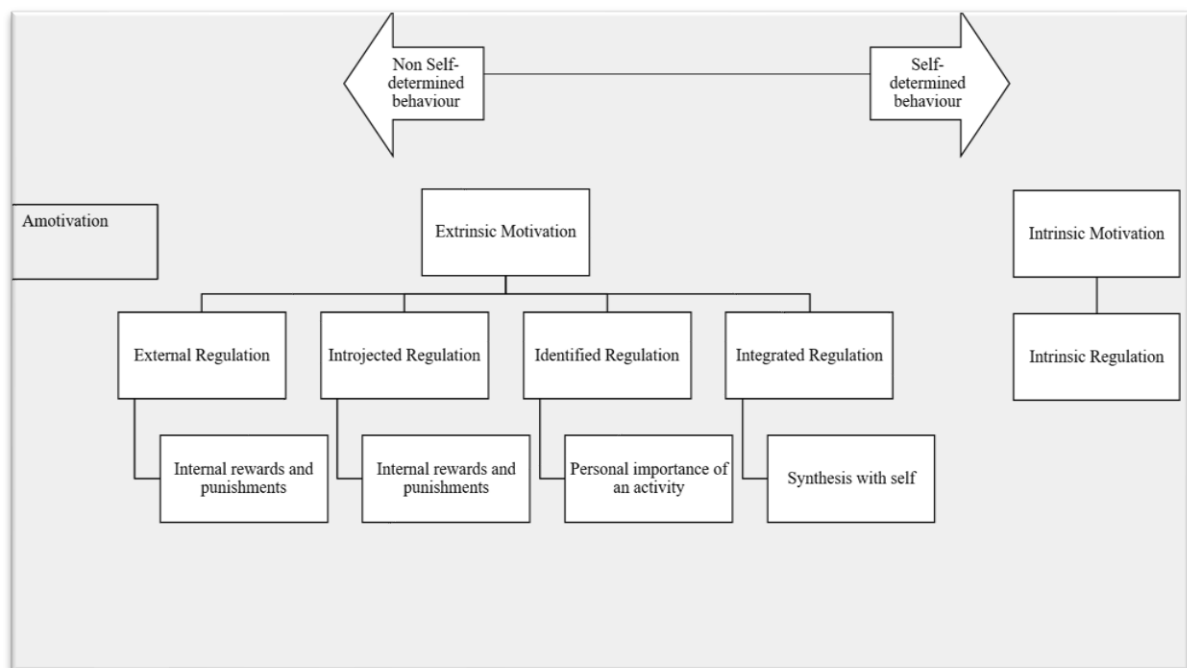 Non Self-
determined
behaviour
Self-
determined
behaviour
Amotivation
Extrinsic Motivation
Intrinsic Motivation
External Regulation
Introjected Regulation
Identified Regulation
Integrated Regulation
Intrinsic Regulation
Internal rewards and
punishments
Internal rewards and
punishments
Personal importance of
an activity
Synthesis with self